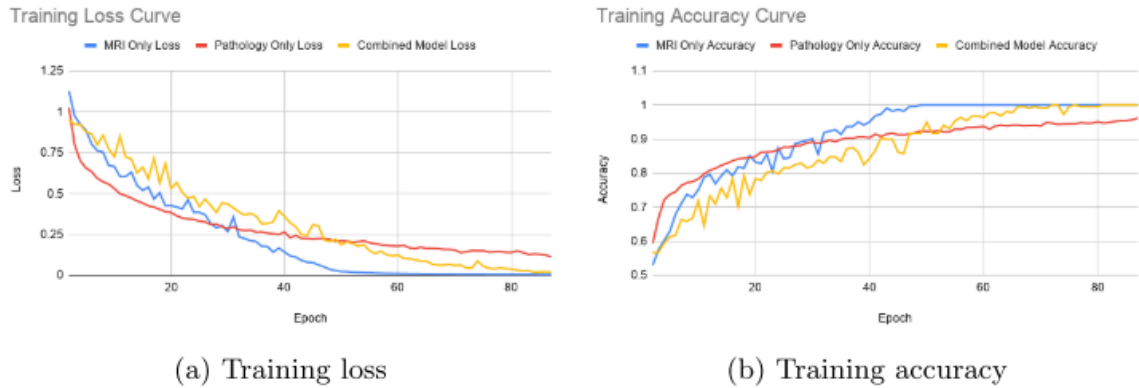 Training Loss Curve
MRI Only Loss Pathology Only Loss Combined Model Loss
1.25
1
0.75
0.5
0.25
0
Loss
20 40 60 80
Epoch
(a) Training loss
Training Accuracy Curve
MRI Only Accuracy Pathology Only Accuracy Combined Model Accuracy
1.1
1.0
0.9
0.8
0.7
0.6
0.5
Accuracy
20 40 60 80
Epoch
(b) Training accuracy